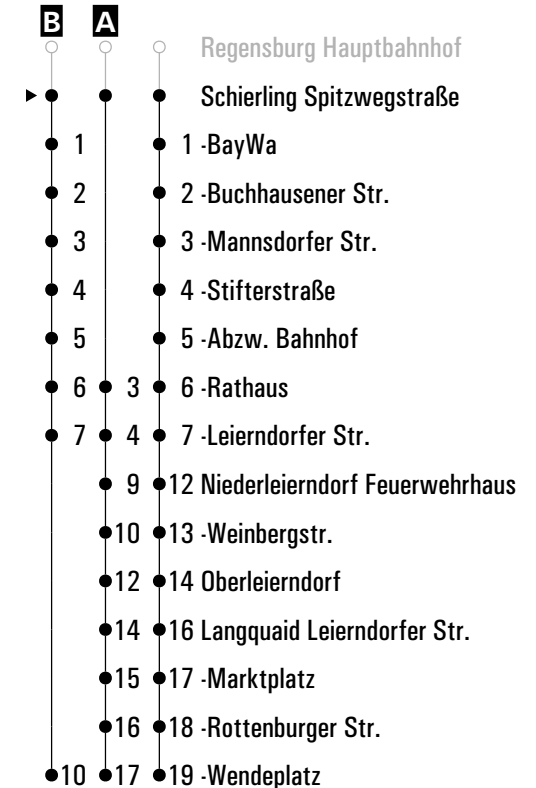 B A
Regensburg Hauptbahnhof
Schierling Spitzwegstraße
1 1 -BayWa
2 2 -Buchhausener Str.
3 3 -Mannsdorfer Str.
4 4 -Stifterstraße
5 5 -Abzw. Bahnhof
6 3 6 -Rathaus
7 4 7 -Leierndorfer Str.
9 12 Niederleierndorf Feuerwehrhaus
10 13 -Weinbergstr.
12 14 Oberleierndorf
14 16 Langquaid Leierndorfer Str.
15 17 -Marktplatz
16 18 -Rottenburger Str.
10 17 19 -Wendeplatz